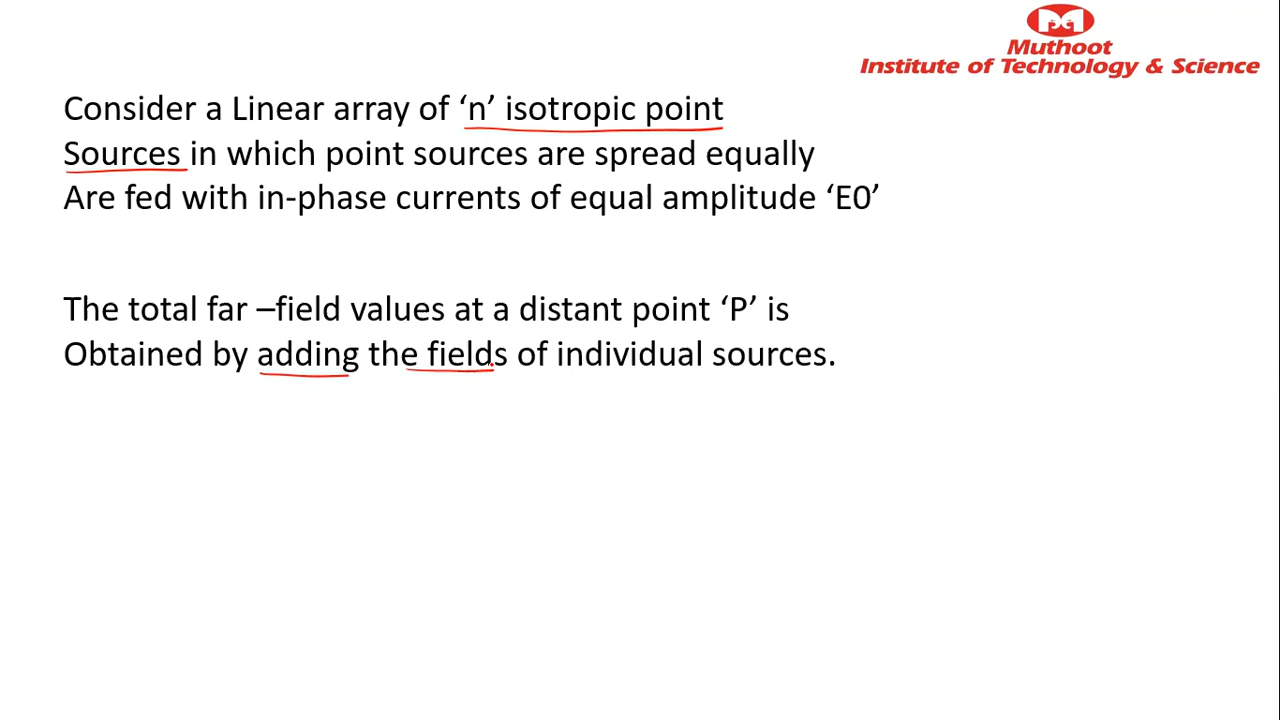 Muthoot
Institute of Technology & Science
Consider a Linear array of ‘n’ isotropic point
Sources in which point sources are spread equally
Are fed with in-phase currents of equal amplitude ‘E0’
The total far –field values at a distant point ‘P’ is
Obtained by adding the fields of individual sources.